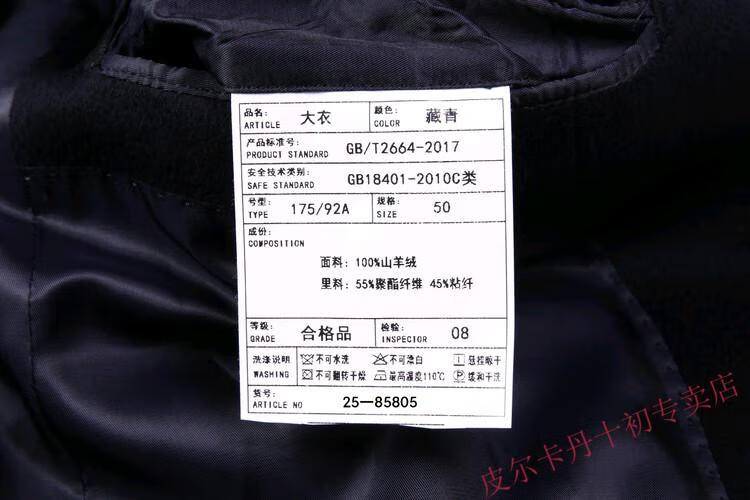 品名: 大衣 颜色: 藏青
ARTICLE COLOR
产品标准号: GB/T2664-2017
PRODUCT STANDARD
安全技术类别: GB18401-2010C类
SAFE STANDARD
号型: 175/92A 规格: 50
TYPE SIZE
成份:
COMPOSITION
面料: 100%山羊绒
里料: 55%聚酯纤维 45%粘纤
等级: 合格品 检验: 08
GRADE INSPECTOR
洗涤说明 不可水洗 不可漂白 悬挂晾干
WASHING 不可翻转干燥 最高温度110℃ 缓和干洗
货号: 25-85805
ARTICLE NO
皮尔卡丹十初专卖店